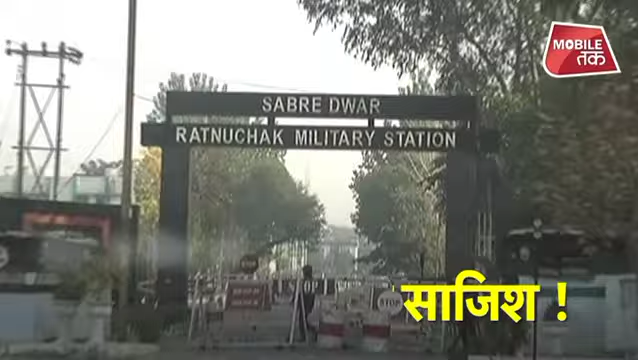 MOBILE
तक
SABRE DWAR
RATNUCHAK MILITARY STATION
STOP
साजिश !